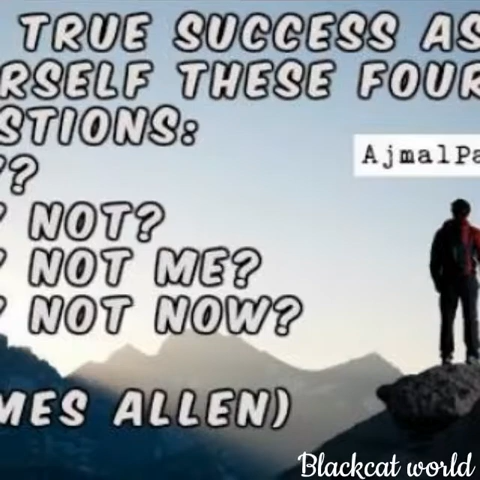 TRUE SUCCESS AS
RSELF THESE FOUR
STIONS:
Y?
AjmalPa
Y NOT?
Y NOT ME?
Y NOT NOW?
MES ALLEN)
Blackcat world